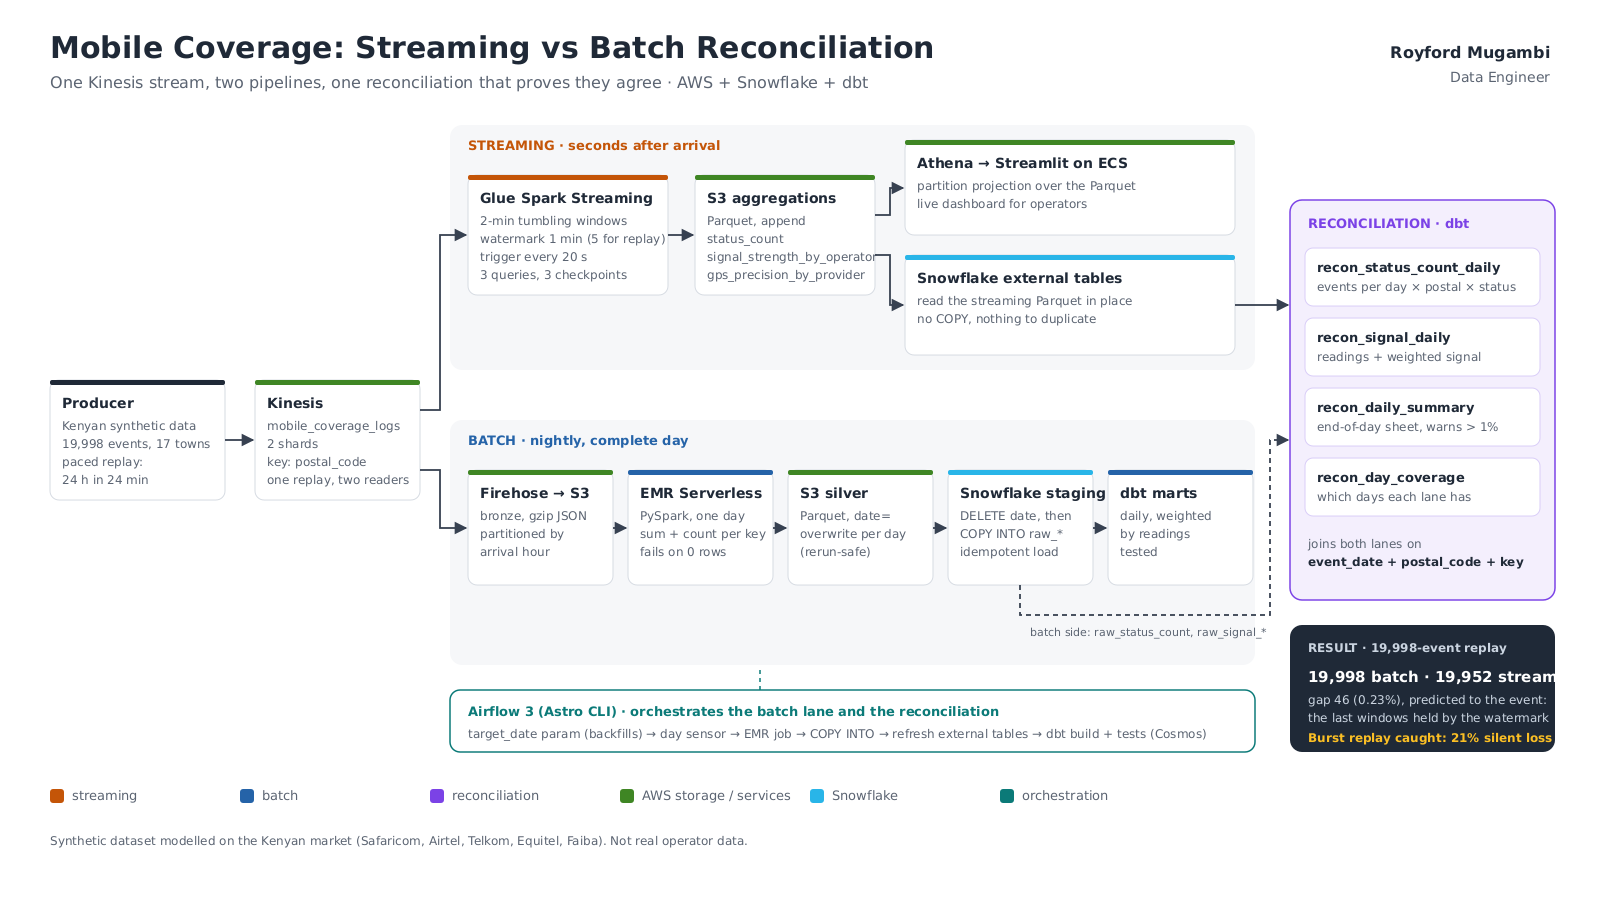 Mobile Coverage: Streaming vs Batch Reconciliation
One Kinesis stream, two pipelines, one reconciliation that proves they agree · AWS + Snowflake + dbt
Royford Mugambi
Data Engineer
STREAMING · seconds after arrival
Glue Spark Streaming
2-min tumbling windows
watermark 1 min (5 for replay)
trigger every 20 s
3 queries, 3 checkpoints
S3 aggregations
Parquet, append
status_count
signal_strength_by_operator
gps_precision_by_provider
Athena → Streamlit on ECS
partition projection over the Parquet
live dashboard for operators
Snowflake external tables
read the streaming Parquet in place
no COPY, nothing to duplicate
Producer
Kenyan synthetic data
19,998 events, 17 towns
paced replay:
24 h in 24 min
Kinesis
mobile_coverage_logs
2 shards
key: postal_code
one replay, two readers
BATCH · nightly, complete day
Firehose → S3
bronze, gzip JSON
partitioned by
arrival hour
EMR Serverless
PySpark, one day
sum + count per key
fails on 0 rows
S3 silver
Parquet, date=
overwrite per day
(rerun-safe)
Snowflake staging
DELETE date, then
COPY INTO raw_*
idempotent load
dbt marts
daily, weighted
by readings
tested
batch side: raw_status_count, raw_signal_*
RECONCILIATION · dbt
recon_status_count_daily
events per day × postal × status
recon_signal_daily
readings + weighted signal
recon_daily_summary
end-of-day sheet, warns > 1%
recon_day_coverage
which days each lane has
joins both lanes on
event_date + postal_code + key
RESULT · 19,998-event replay
19,998 batch · 19,952 stream
gap 46 (0.23%), predicted to the event:
the last windows held by the watermark
Burst replay caught: 21% silent loss
Airflow 3 (Astro CLI) · orchestrates the batch lane and the reconciliation
target_date param (backfills) → day sensor → EMR job → COPY INTO → refresh external tables → dbt build + tests (Cosmos)
streaming
batch
reconciliation
AWS storage / services
Snowflake
orchestration
Synthetic dataset modelled on the Kenyan market (Safaricom, Airtel, Telkom, Equitel, Faiba). Not real operator data.